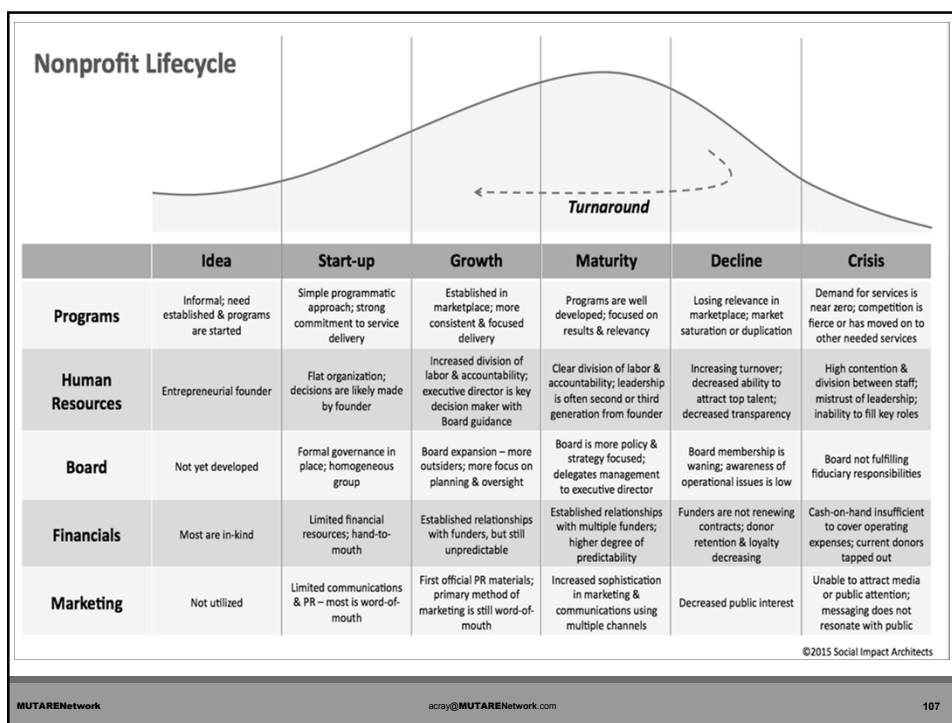 Nonprofit Lifecycle
Turnaround
Idea
Start-up
Growth
Maturity
Decline
Crisis
Programs
Informal; need
established & programs
are started
Simple programmatic
approach; strong
commitment to service
delivery
Established in
marketplace; more
consistent & focused
delivery
Programs are well
developed; focused on
results & relevancy
Losing relevance in
marketplace; market
saturation or duplication
Demand for services is
near zero; competition is
fierce or has moved on to
other needed services
Human
Resources
Entrepreneurial founder
Flat organization;
decisions are likely made
by founder
Increased division of
labor & accountability;
executive director is key
decision maker with
Board guidance
Clear division of labor &
accountability; leadership
is often second or third
generation from founder
Increasing turnover;
decreased ability to
attract top talent;
decreased transparency
High contention &
division between staff;
mistrust of leadership;
inability to fill key roles
Board
Not yet developed
Formal governance in
place; homogeneous
group
Board expansion – more
outsiders; more focus on
planning & oversight
Board is more policy &
strategy focused;
delegates management
to executive director
Board membership is
waning; awareness of
operational issues is low
Board not fulfilling
fiduciary responsibilities
Financials
Most are in-kind
Limited financial
resources; hand-to-
mouth
Established relationships
with funders, but still
unpredictable
Established relationships
with multiple funders;
higher degree of
predictability
Funders are not renewing
contracts; donor
retention & loyalty
decreasing
Cash-on-hand insufficient
to cover operating
expenses; current donors
tapped out
Marketing
Not utilized
Limited communications
& PR – most is word-of-
mouth
First official PR materials;
primary method of
marketing is still word-of-
mouth
Increased sophistication
in marketing &
communications using
multiple channels
Decreased public interest
Unable to attract media
or public attention;
messaging does not
resonate with public
©2015 Social Impact Architects
MUTARENetwork
acray@MUTARENetwork.com
107